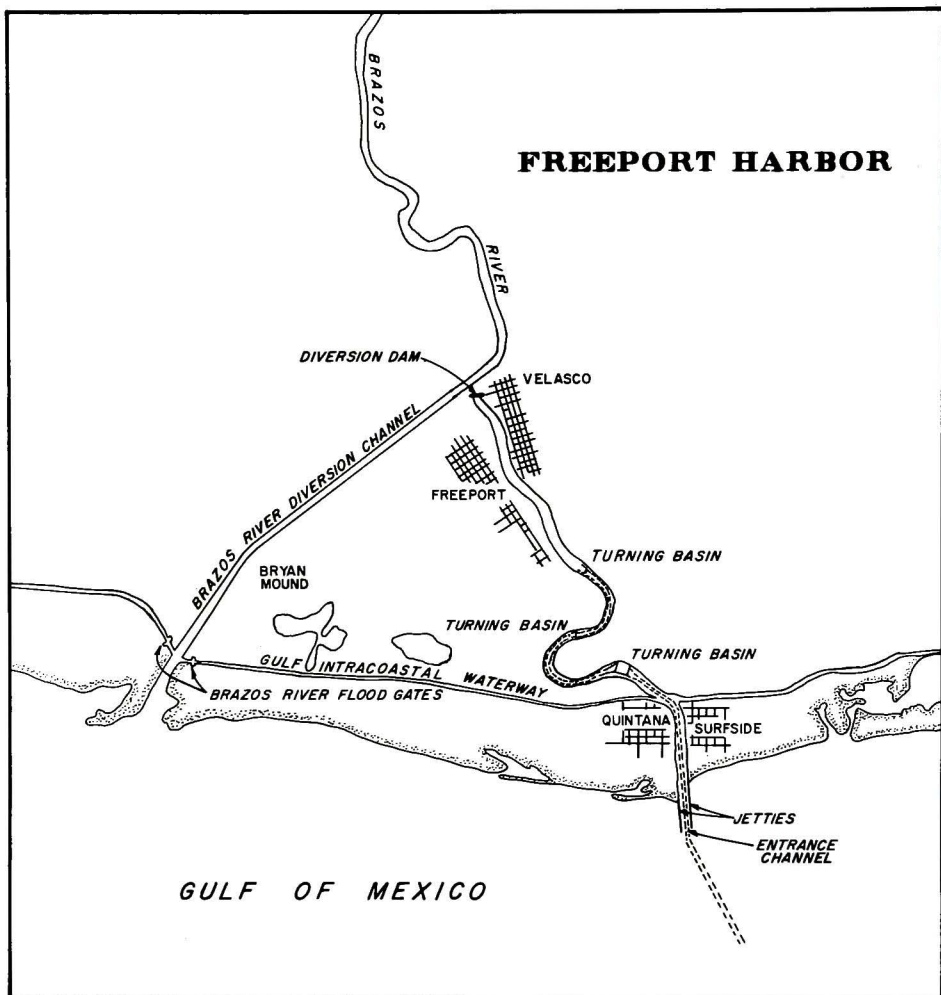 BRAZOS
FREEPORT HARBOR
RIVER
DIVERSION DAM
VELASCO
BRAZOS RIVER DIVERSION CHANNEL
FREEPORT
TURNING BASIN
BRYAN
MOUND
TURNING BASIN
TURNING BASIN
GULF INTRACOASTAL WATERWAY
BRAZOS RIVER FLOOD GATES
QUINTANA
SURFSIDE
JETTIES
ENTRANCE
CHANNEL
GULF OF MEXICO